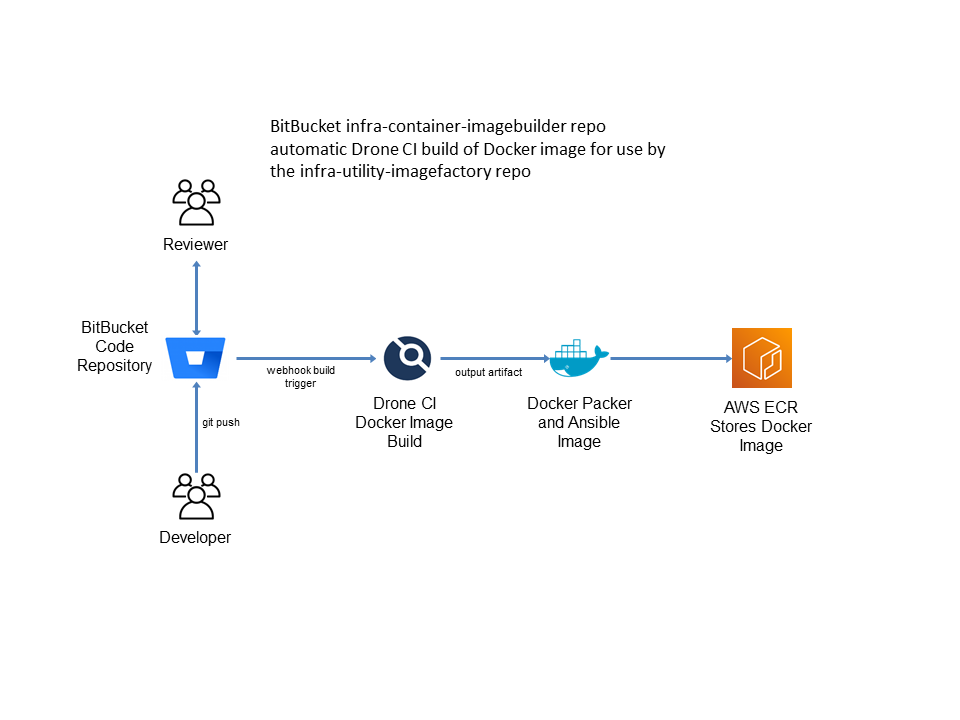 BitBucket infra-container-imagebuilder repo
automatic Drone CI build of Docker image for use by
the infra-utility-imagefactory repo
Reviewer
BitBucket
Code
Repository
webhook build
trigger
output artifact
Drone CI
Docker Image
Build
Docker Packer
and Ansible
Image
AWS ECR
Stores Docker
Image
git push
Developer